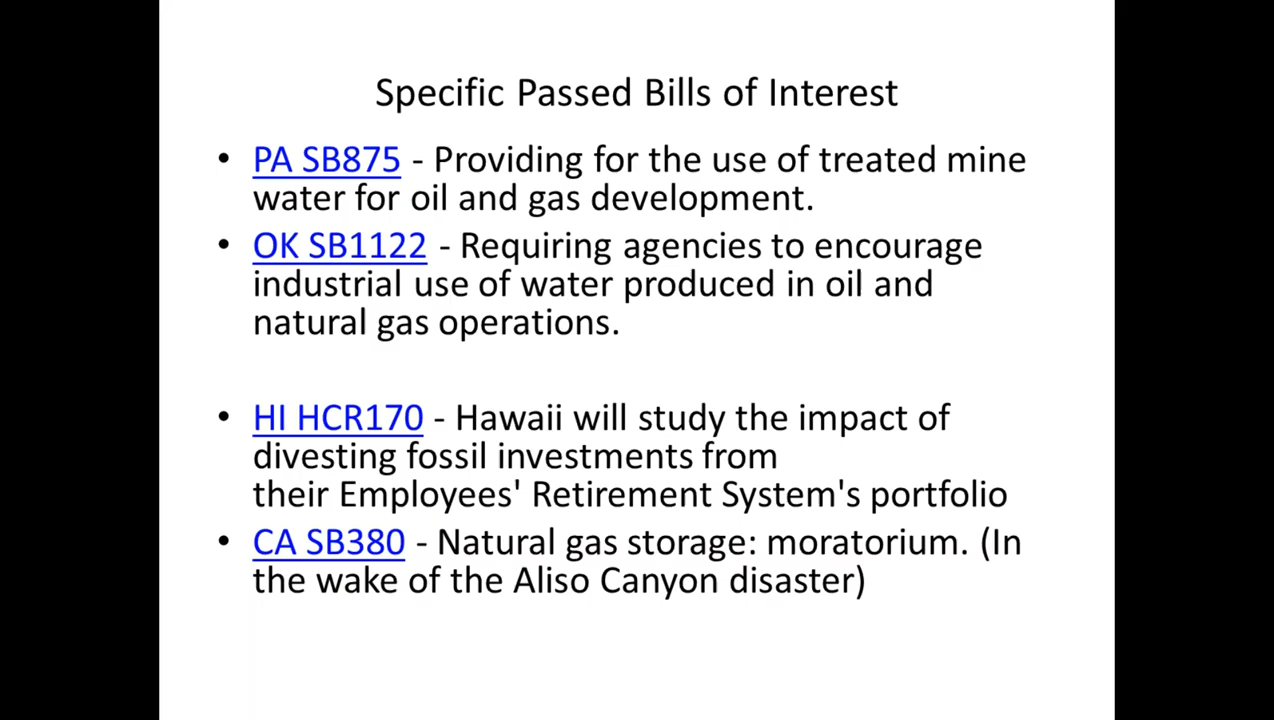 Specific Passed Bills of Interest
• PA SB875 - Providing for the use of treated mine
water for oil and gas development.
• OK SB1122 - Requiring agencies to encourage
industrial use of water produced in oil and
natural gas operations.
• HI HCR170 - Hawaii will study the impact of
divesting fossil investments from
their Employees' Retirement System's portfolio
• CA SB380 - Natural gas storage: moratorium. (In
the wake of the Aliso Canyon disaster)